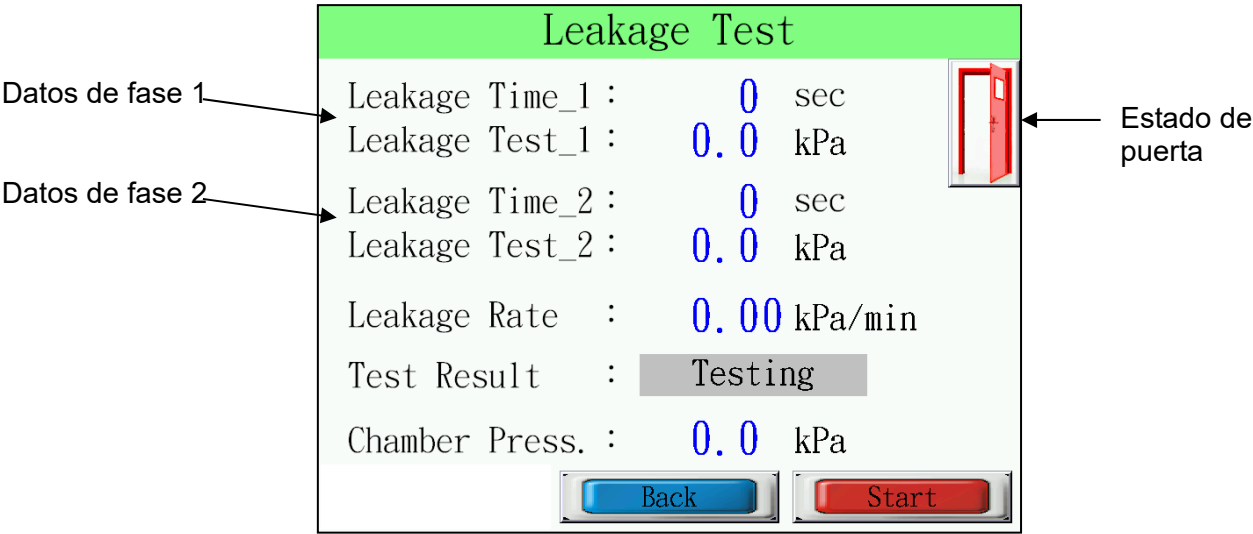 Leakage Test
Datos de fase 1
Leakage Time_1 : 0 sec
Leakage Test_1 : 0.0 kPa
Estado de
puerta
Datos de fase 2
Leakage Time_2 : 0 sec
Leakage Test_2 : 0.0 kPa
Leakage Rate : 0.00 kPa/min
Test Result : Testing
Chamber Press. : 0.0 kPa
Back Start